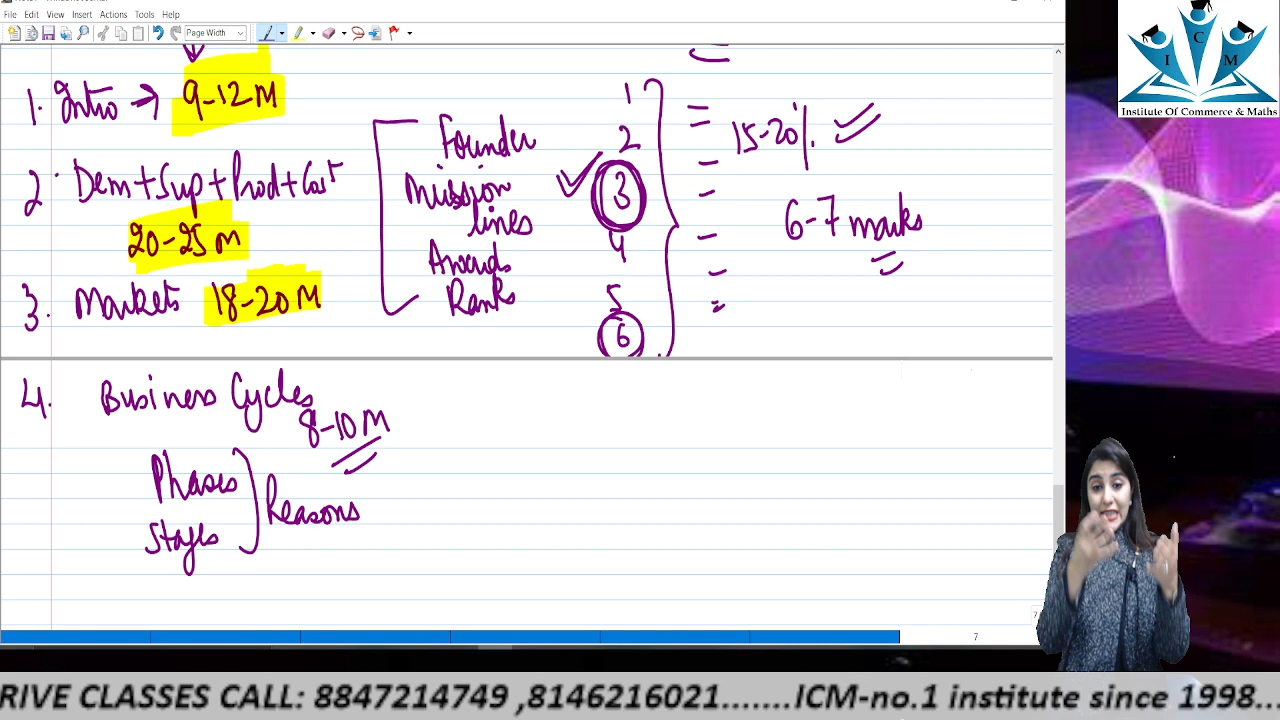 File Edit View Insert Actions Tools Help
Page Width
1. Intro → 9-12 M
2. Dem + Sup + Prod + Cost
20-25 M
3. Markets 18-20 M
Founder
Mission
lines
Awards
Ranks
1
2
3
4
5
6
15-20%
6-7 marks
4. Business Cycles
8-10 M
Phases
Stages
Reasons
7
I C M
Institute Of Commerce & Maths
RIVE CLASSES CALL: 8847214749 ,8146216021.......ICM-no.1 institute since 1998...